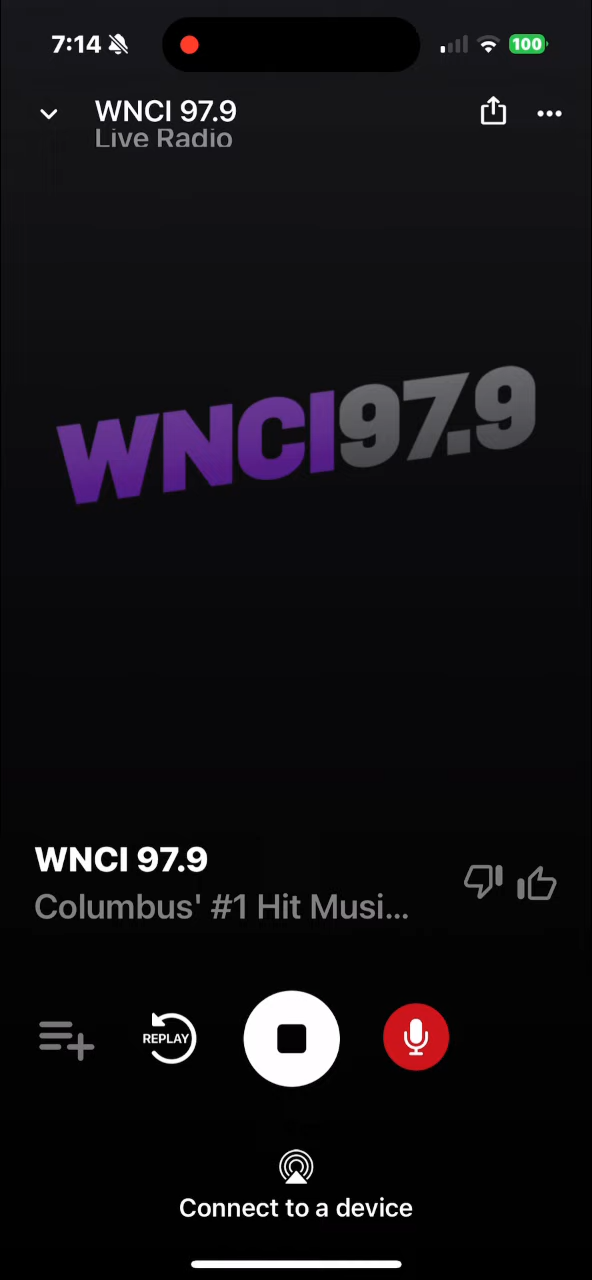 7:14
100
WNCI 97.9
Live Radio
WNCI97.9
WNCI 97.9
Columbus' #1 Hit Musi...
REPLAY
Connect to a device